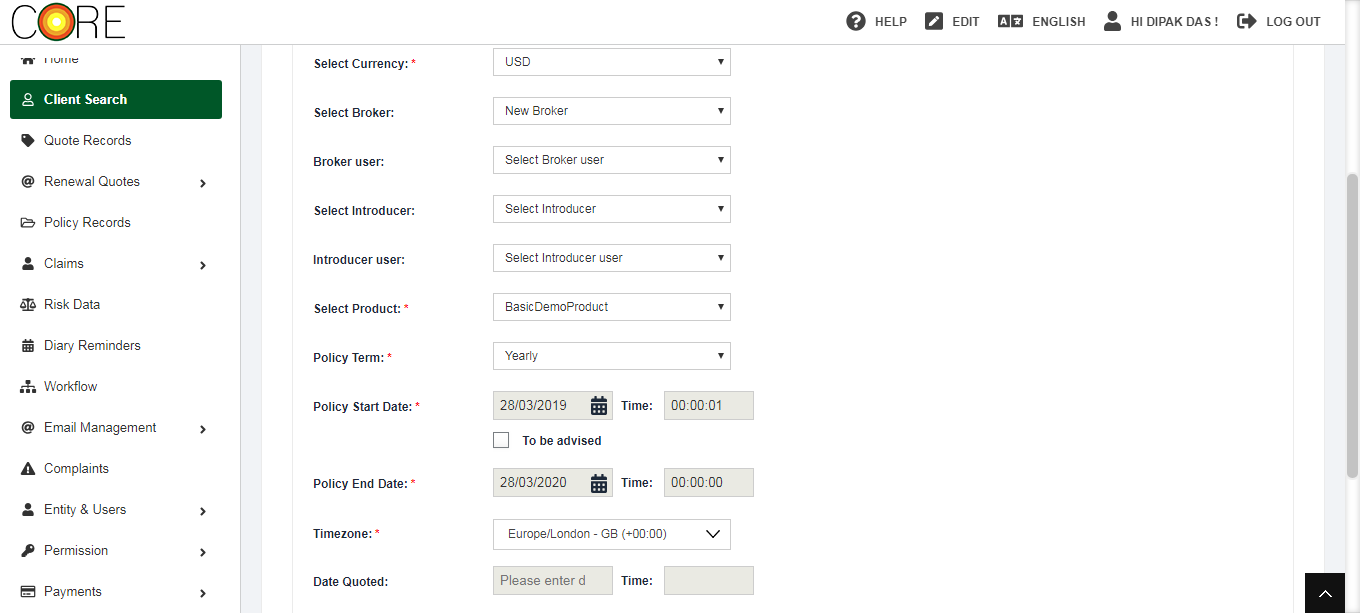 CORE
HELP
EDIT
ENGLISH
HI DIPAK DAS !
LOG OUT
Home
Client Search
Quote Records
Renewal Quotes
Policy Records
Claims
Risk Data
Diary Reminders
Workflow
Email Management
Complaints
Entity & Users
Permission
Payments
Select Currency: * USD
Select Broker: New Broker
Broker user: Select Broker user
Select Introducer: Select Introducer
Introducer user: Select Introducer user
Select Product: * BasicDemoProduct
Policy Term: * Yearly
Policy Start Date: * 28/03/2019 Time: 00:00:01
To be advised
Policy End Date: * 28/03/2020 Time: 00:00:00
Timezone: * Europe/London - GB (+00:00)
Date Quoted: Please enter d Time: